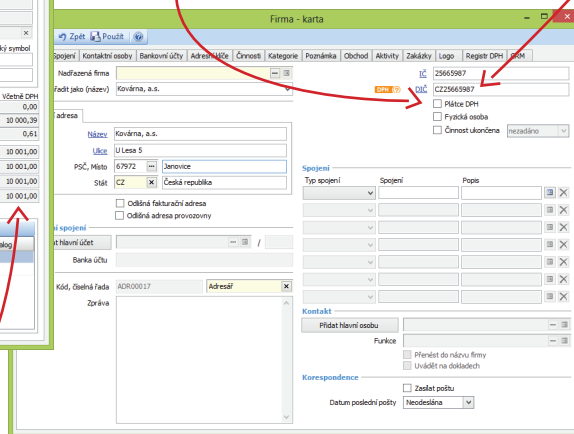 Firma - karta
Zpět Použít
Spojení Kontaktní osoby Bankovní účty Adresní klíče Činnosti Kategorie Poznámka Obchod Aktivity Zakázky Logo Registr DPH CRM
ký symbol
Včetně DPH
0,00
10 000,39
0,61
10 001,00
10 001,00
10 001,00
10 001,00
alog
Nadřazená firma
IČ 25665987
řadit jako (název) Kovárna, a.s.
DPH DIČ CZ25665987
Plátce DPH
Fyzická osoba
Činnost ukončena nezadáno
í adresa
Název Kovárna, a.s.
Ulice U Lesa 5
PSČ, Místo 67972 Janovice
Stát CZ Česká republika
Odlišná fakturační adresa
Odlišná adresa provozovny
Spojení
Typ spojení Spojení Popis
ní spojení
t hlavní účet /
Banka účtu
Kód, číselná řada ADR00017 Adresář
Zpráva
Kontakt
Přidat hlavní osobu
Funkce
Přenést do názvu firmy
Uvádět na dokladech
Korespondence
Zasílat poštu
Datum poslední pošty Neodeslána